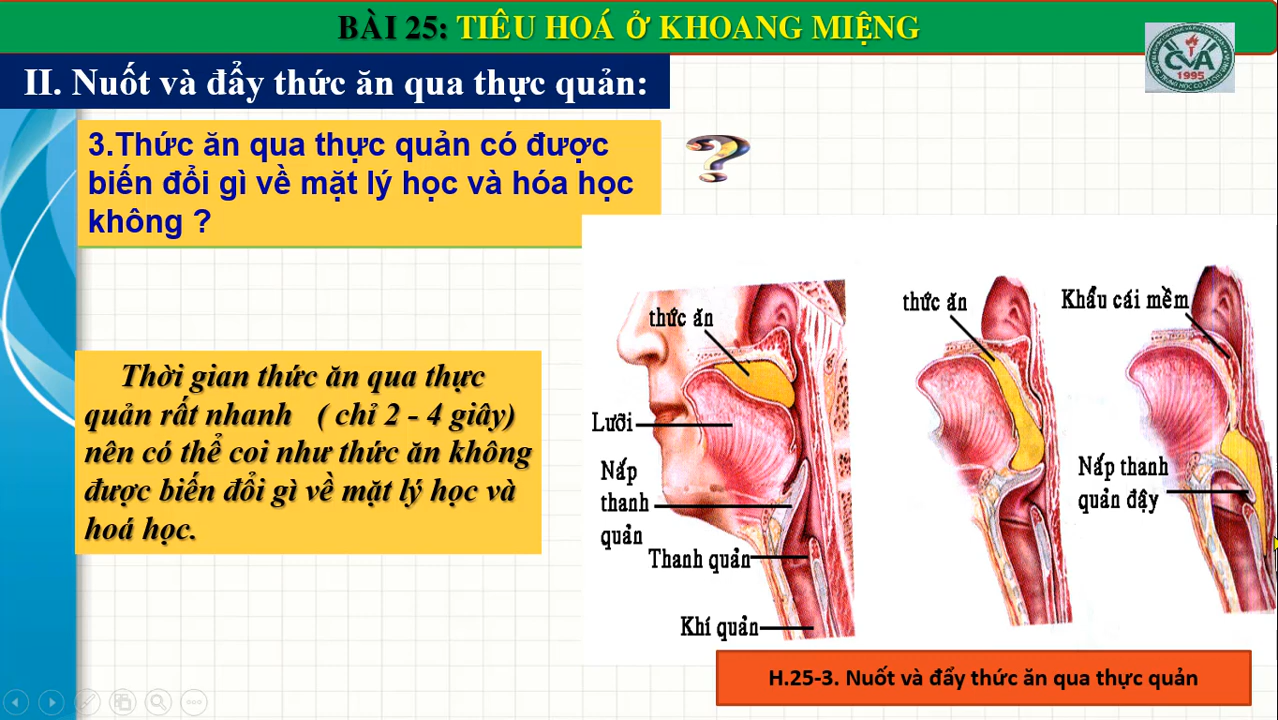 BÀI 25: TIÊU HOÁ Ở KHOANG MIỆNG
CVA
1995
II. Nuốt và đẩy thức ăn qua thực quản:
3.Thức ăn qua thực quản có được
biến đổi gì về mặt lý học và hóa học
không ?
Thời gian thức ăn qua thực
quản rất nhanh ( chỉ 2 - 4 giây)
nên có thể coi như thức ăn không
được biến đổi gì về mặt lý học và
hoá học.
thức ăn
Lưỡi
Nấp
thanh
quản
Thanh quản
Khí quản
thức ăn
Khẩu cái mềm
Nấp thanh
quản đậy
H.25-3. Nuốt và đẩy thức ăn qua thực quản